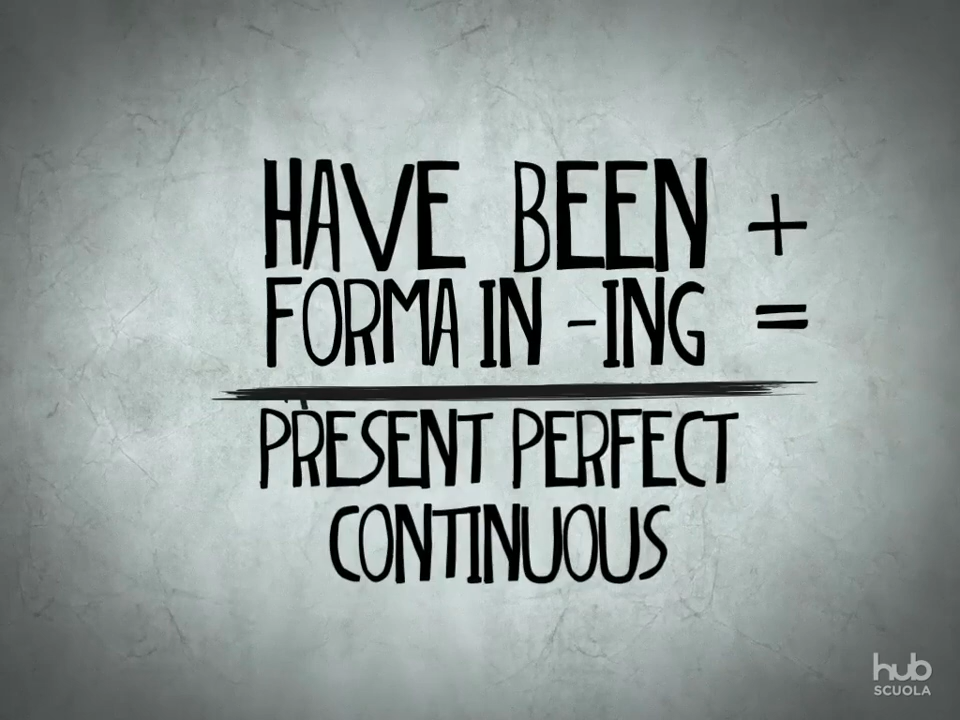 HAVE BEEN +
FORMA IN -ING =
PRESENT PERFECT
CONTINUOUS
hub
SCUOLA